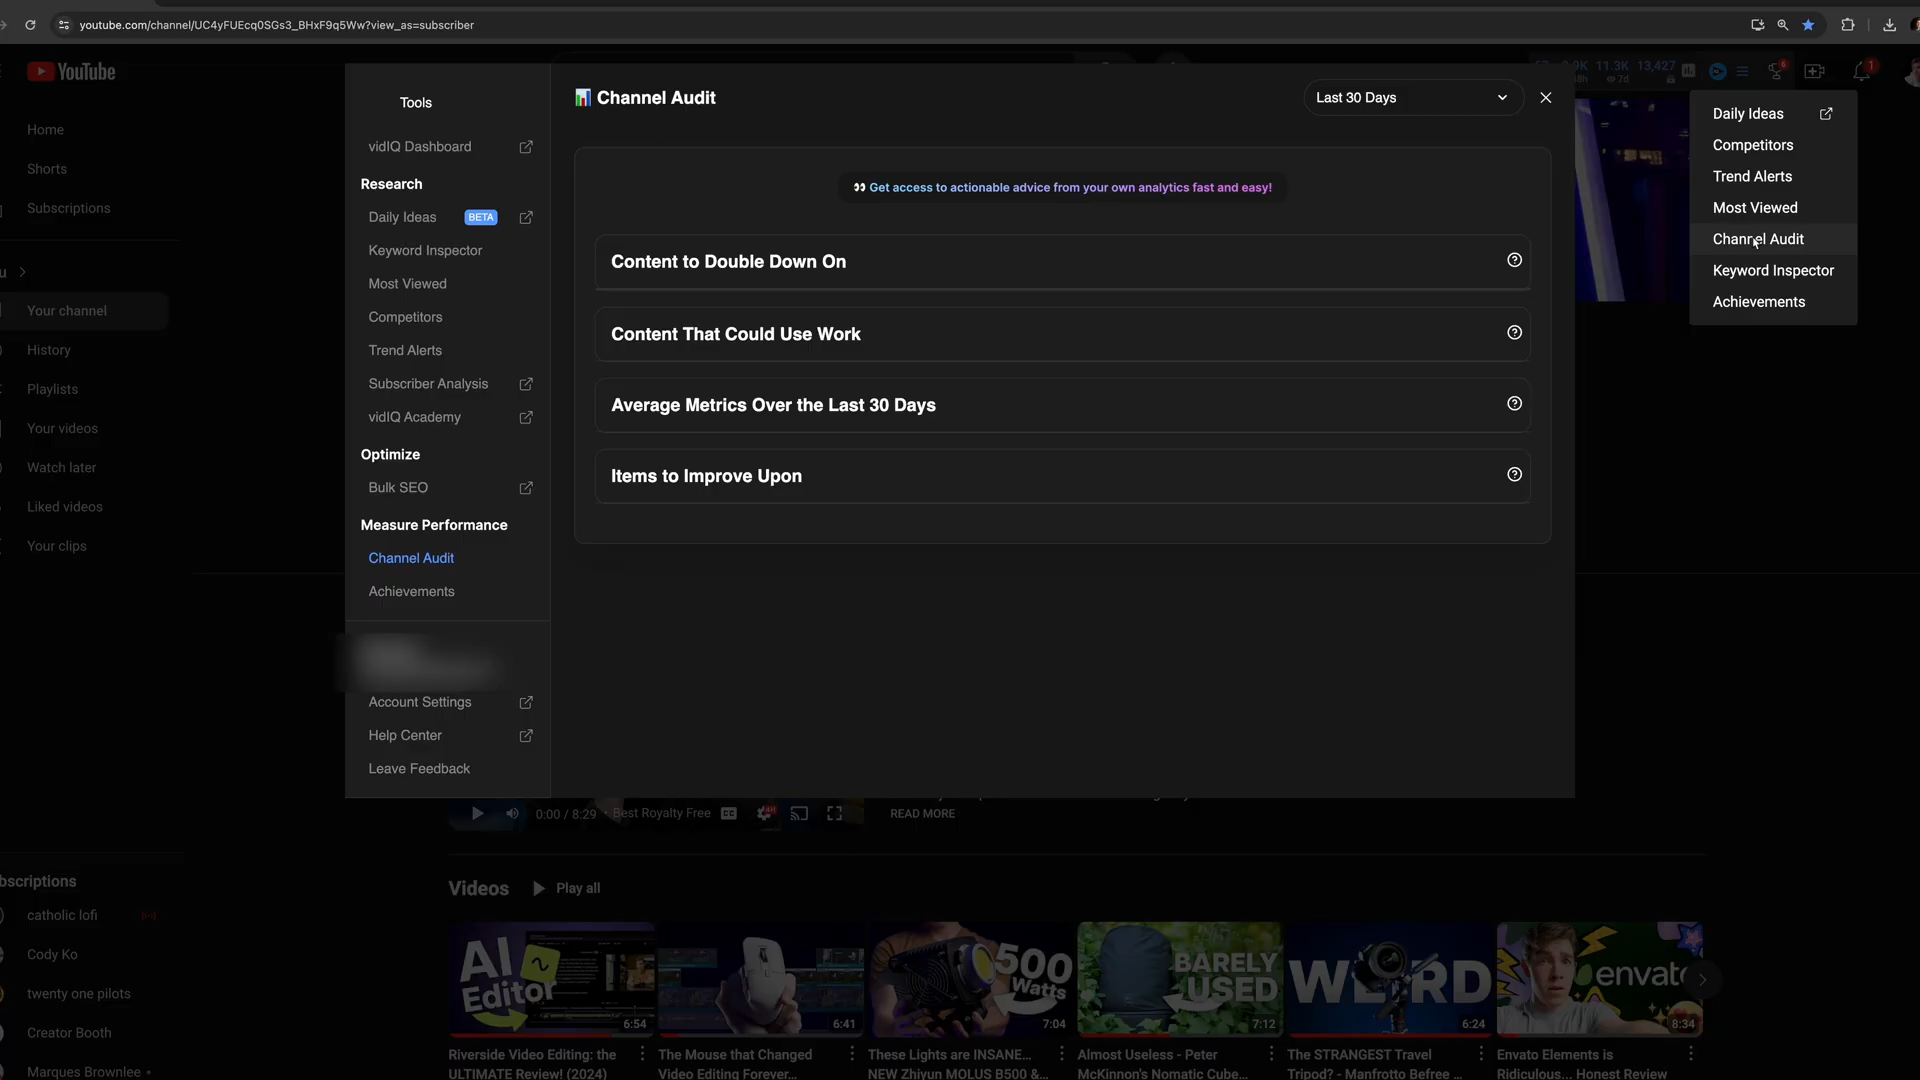 youtube.com/channel/UC4yFUEcq0SGs3_BHxF9q5Ww?view_as=subscriber
YouTube
Home
Shorts
Subscriptions
Your channel
History
Playlists
Your videos
Watch later
Liked videos
Your clips
bscriptions
catholic lofi
Cody Ko
twenty one pilots
Creator Booth
Marques Brownlee
Tools
vidIQ Dashboard
Research
Daily Ideas BETA
Keyword Inspector
Most Viewed
Competitors
Trend Alerts
Subscriber Analysis
vidIQ Academy
Optimize
Bulk SEO
Measure Performance
Channel Audit
Achievements
Account Settings
Help Center
Leave Feedback
Channel Audit
Last 30 Days
Get access to actionable advice from your own analytics fast and easy!
Content to Double Down On
Content That Could Use Work
Average Metrics Over the Last 30 Days
Items to Improve Upon
11.3K 13,427
7d
6
1
Daily Ideas
Competitors
Trend Alerts
Most Viewed
Channel Audit
Keyword Inspector
Achievements
0:00 / 8:29 • Best Royalty Free
CC
READ MORE
Videos
Play all
AI
Editor
6:54
Riverside Video Editing: the
ULTIMATE Review! (2024)
6:41
The Mouse that Changed
Video Editing Forever...
500
Watts
7:04
These Lights are INSANE...
NEW Zhiyun MOLUS B500 &...
BARELY
USED
7:12
Almost Useless - Peter
McKinnon's Nomatic Cube...
WEIRD
6:24
The STRANGEST Travel
Tripod? - Manfrotto Befree ...
envato
8:34
Envato Elements is
Ridiculous... Honest Review